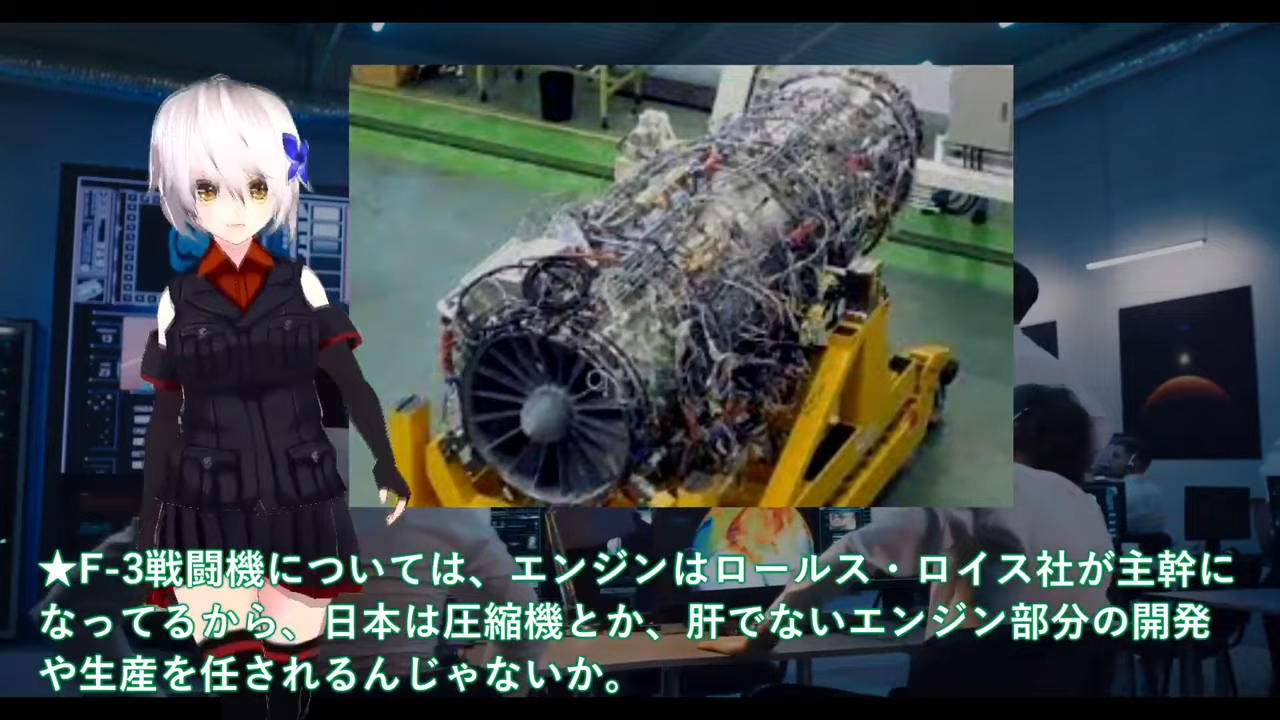 ★F-3戦闘機については、エンジンはロールス・ロイス社が主幹に
なってるから、日本は圧縮機とか、肝でないエンジン部分の開発
や生産を任されるんじゃないか。